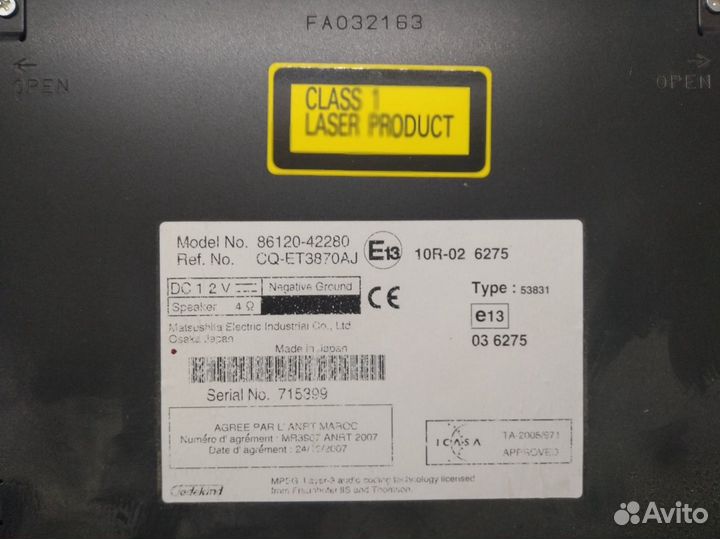 FA032163
OPEN
OPEN
CLASS 1
LASER PRODUCT
Model No. 86120-42280
Ref. No. CQ-ET3870AJ
E13
10R-02 6275
DC 12V
Negative Ground
Speaker 4 Ω
CE
Type : 53831
e13
03 6275
Matsushita Electric Industrial Co., Ltd.
Osaka Japan
Made in Japan
Serial No. 715399
AGREE PAR L'ANRT MAROC
Numéro d'agrément : ANRT 2007
Date d'agrément : 2007
ICASA
TA-2005/971
APPROVED
MPEG Layer-3 audio coding technology licensed
from Fraunhofer IIS and Thomson.
Avito